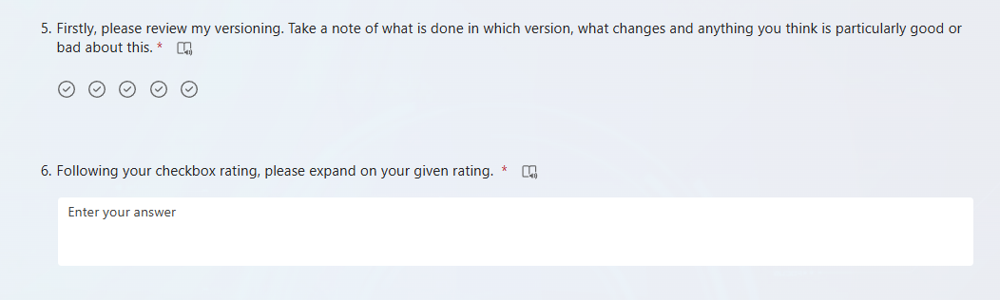 5. Firstly, please review my versioning. Take a note of what is done in which version, what changes and anything you think is particularly good or
bad about this. *
6. Following your checkbox rating, please expand on your given rating. *
Enter your answer